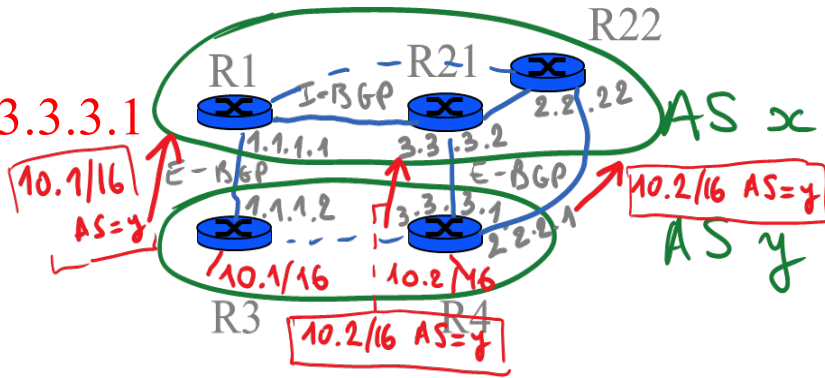 R22
R1
R21
I-BGP
3.3.3.1
2.2.2.22
AS x
1.1.1.1
3.3.3.2
10.1/16
AS=y
E-BGP
E-BGP
10.2/16 AS=y
1.1.1.2
3.3.3.1
2.2.2.1
AS y
10.1/16
10.2/16
R3
R4
10.2/16 AS=y